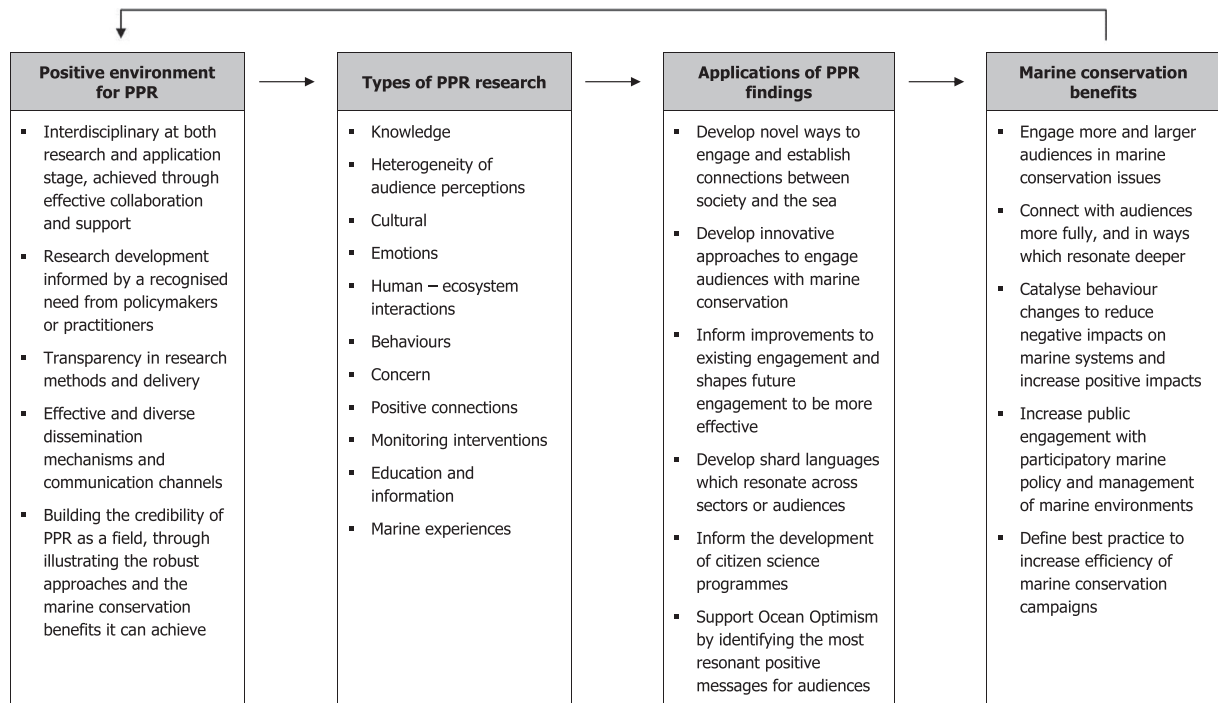 Positive environment
for PPR
▪ Interdisciplinary at both
research and application
stage, achieved through
effective collaboration
and support
▪ Research development
informed by a recognised
need from policymakers
or practitioners
▪ Transparency in research
methods and delivery
▪ Effective and diverse
dissemination
mechanisms and
communication channels
▪ Building the credibility of
PPR as a field, through
illustrating the robust
approaches and the
marine conservation
benefits it can achieve
Types of PPR research
▪ Knowledge
▪ Heterogeneity of
audience perceptions
▪ Cultural
▪ Emotions
▪ Human – ecosystem
interactions
▪ Behaviours
▪ Concern
▪ Positive connections
▪ Monitoring interventions
▪ Education and
information
▪ Marine experiences
Applications of PPR
findings
▪ Develop novel ways to
engage and establish
connections between
society and the sea
▪ Develop innovative
approaches to engage
audiences with marine
conservation
▪ Inform improvements to
existing engagement and
shapes future
engagement to be more
effective
▪ Develop shard languages
which resonate across
sectors or audiences
▪ Inform the development
of citizen science
programmes
▪ Support Ocean Optimism
by identifying the most
resonant positive
messages for audiences
Marine conservation
benefits
▪ Engage more and larger
audiences in marine
conservation issues
▪ Connect with audiences
more fully, and in ways
which resonate deeper
▪ Catalyse behaviour
changes to reduce
negative impacts on
marine systems and
increase positive impacts
▪ Increase public
engagement with
participatory marine
policy and management
of marine environments
▪ Define best practice to
increase efficiency of
marine conservation
campaigns